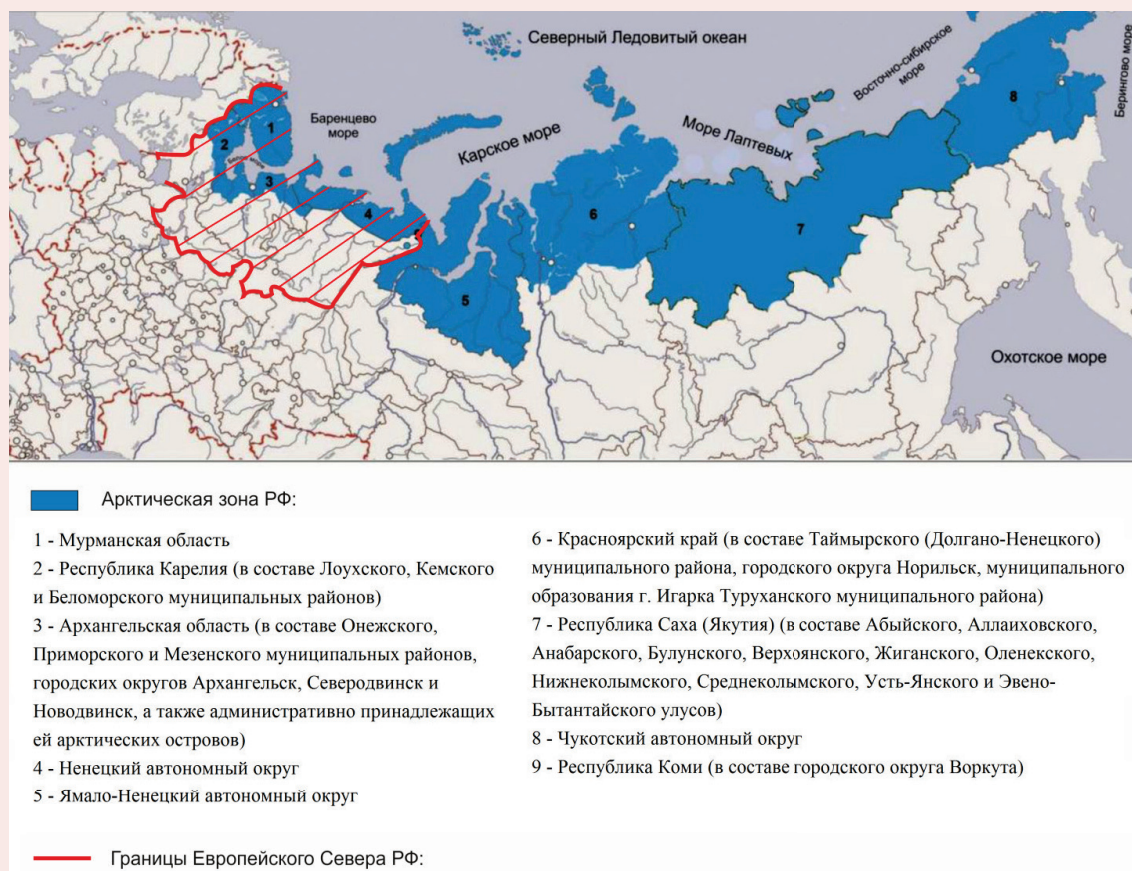 Северный Ледовитый океан
Восточно-сибирское
море
Берингово море
Баренцево
море
Карское море
Море Лаптевых
Белое море
Охотское море
1
2
3
4
9
5
6
7
8
Арктическая зона РФ:
1 - Мурманская область
2 - Республика Карелия (в составе Лоухского, Кемского
и Беломорского муниципальных районов)
3 - Архангельская область (в составе Онежского,
Приморского и Мезенского муниципальных районов,
городских округов Архангельск, Северодвинск и
Новодвинск, а также административно принадлежащих
ей арктических островов)
4 - Ненецкий автономный округ
5 - Ямало-Ненецкий автономный округ
6 - Красноярский край (в составе Таймырского (Долгано-Ненецкого)
муниципального района, городского округа Норильск, муниципального
образования г. Игарка Туруханского муниципального района)
7 - Республика Саха (Якутия) (в составе Абыйского, Аллаиховского,
Анабарского, Булунского, Верхоянского, Жиганского, Оленекского,
Нижнеколымского, Среднеколымского, Усть-Янского и Эвено-
Бытантайского улусов)
8 - Чукотский автономный округ
9 - Республика Коми (в составе городского округа Воркута)
Границы Европейского Севера РФ: